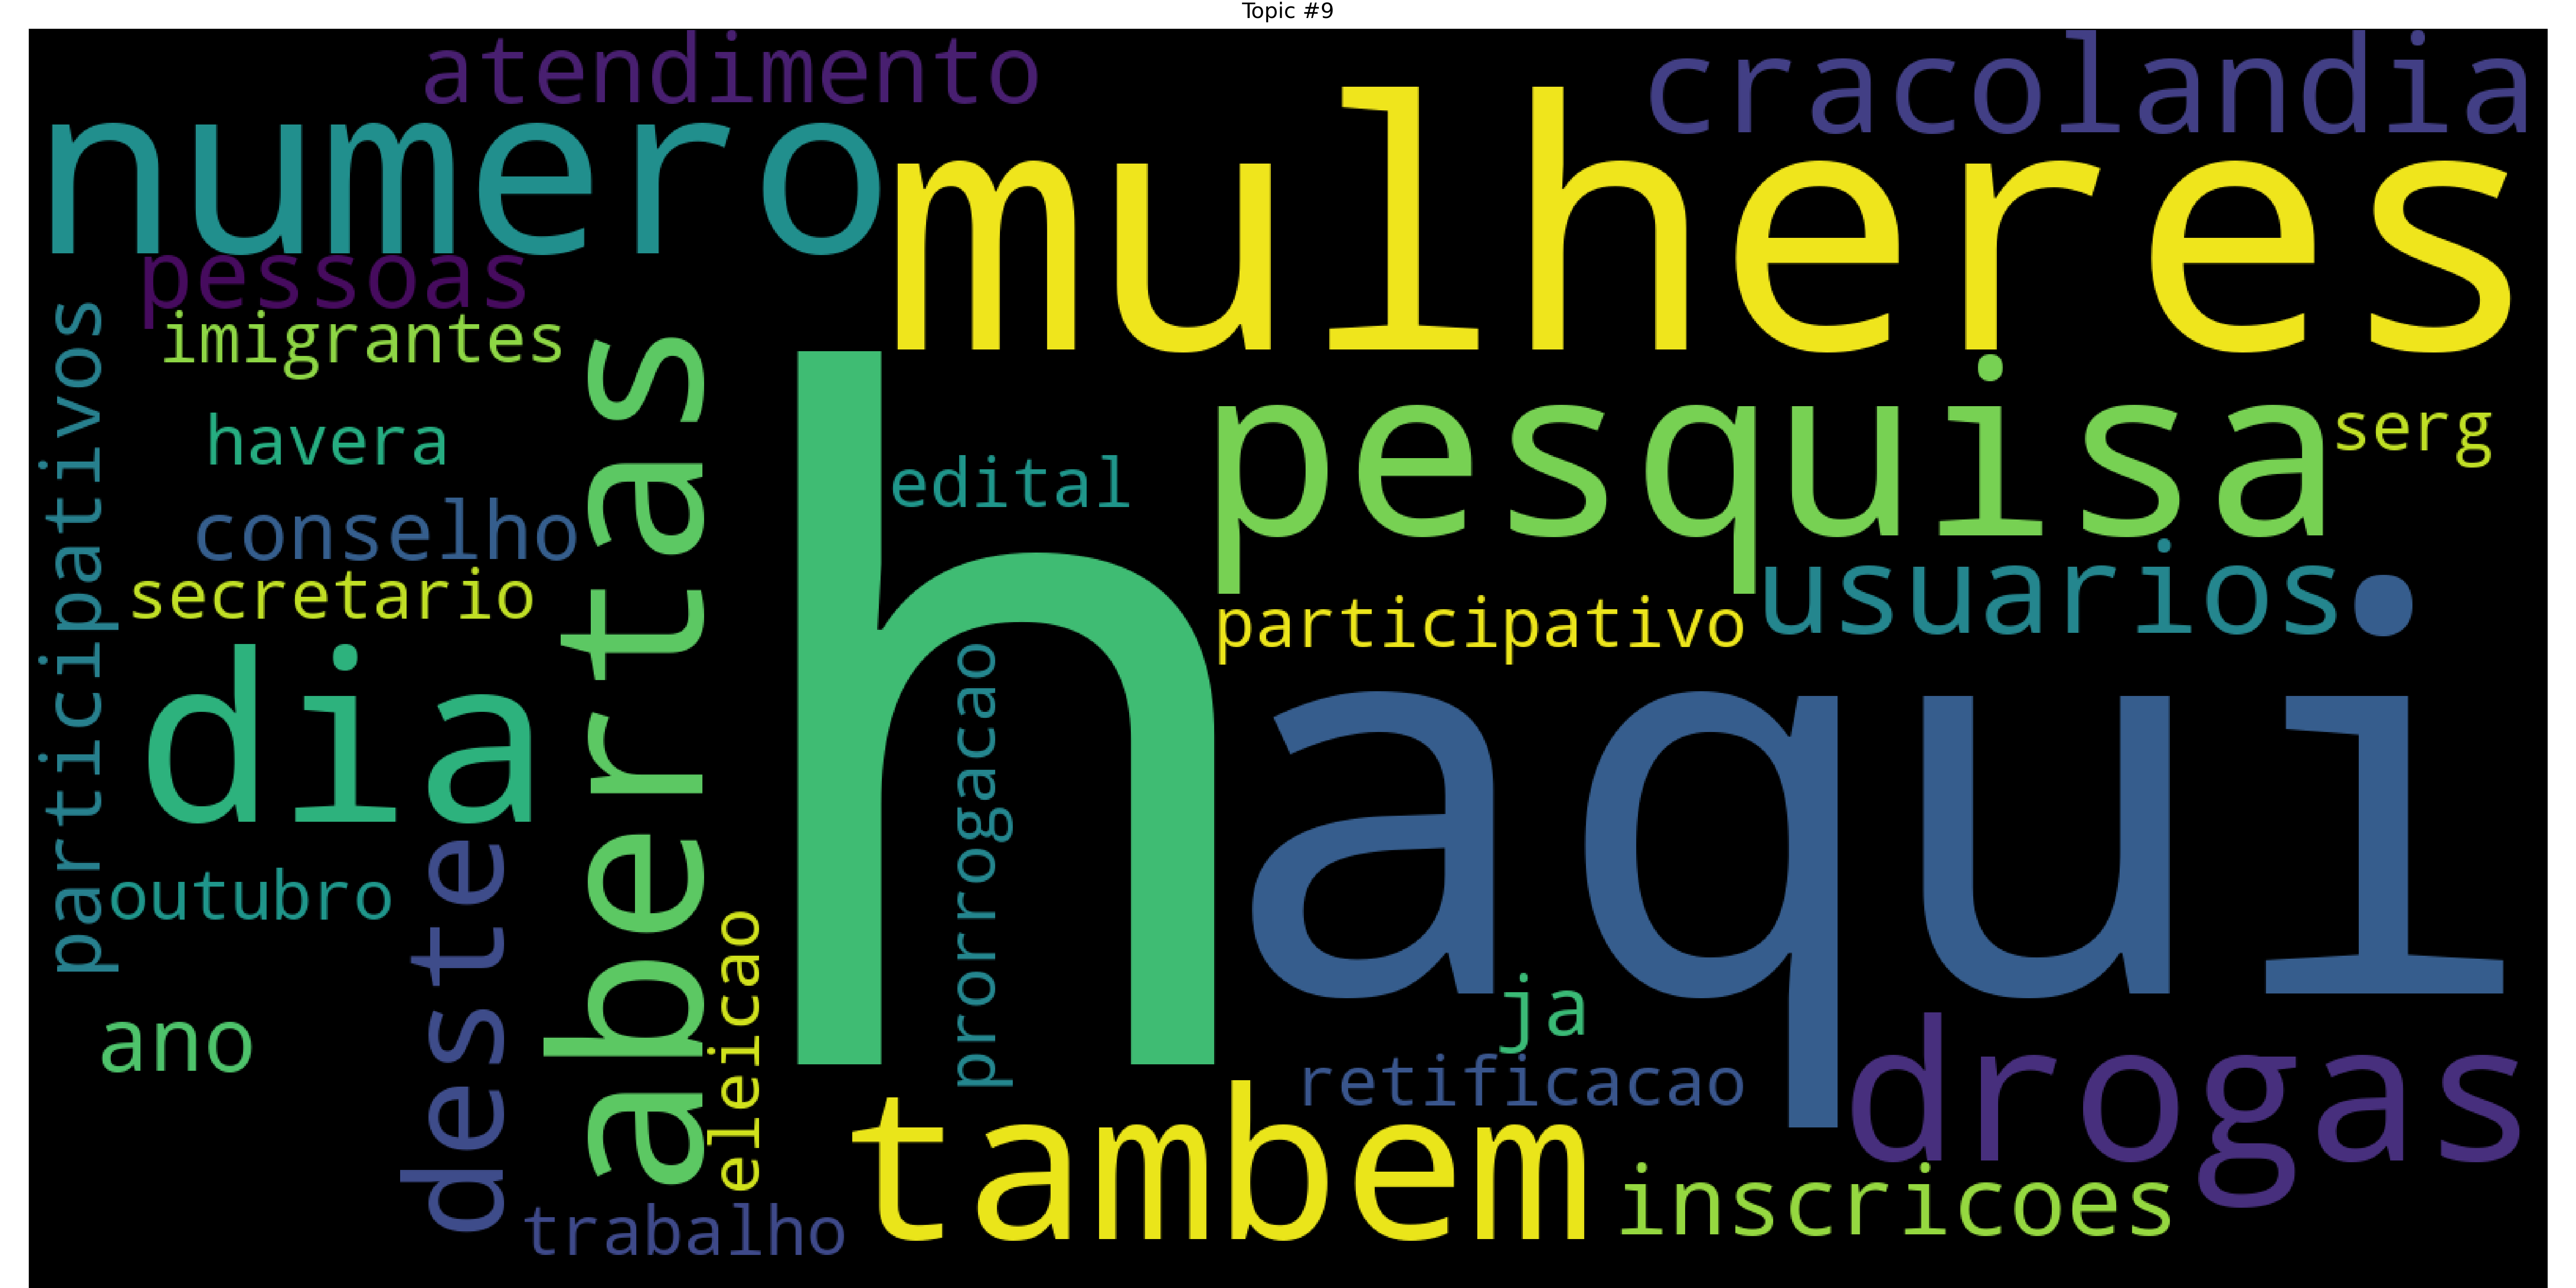 Topic #9
atendimento
cracolandia
numero
mulheres
pessoas
imigrantes
participativos
abertas
havera
h
edital
pesquisa
serg
conselho
secretario
participativo
usuarios
dia
prorrogacao
aqui
outubro
deste
eleicao
ano
ja
retificacao
drogas
tambem
inscricoes
trabalho